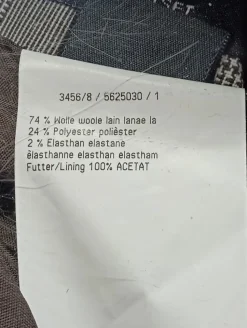 3456/8 / 5625030 / 1
74 % Wolle woole lain lanae la
24 % Polyester poliëster
2 % Elasthan elastane
ëlasthanne elasthan elastham
Futter/Lining 100% ACETAT